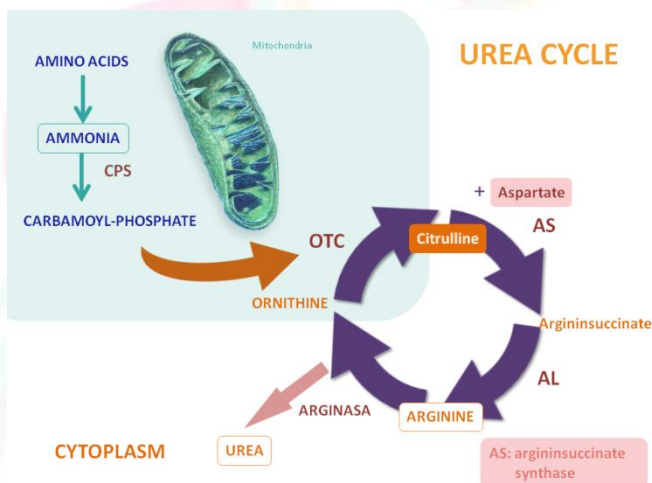 Mitochondria
UREA CYCLE
AMINO ACIDS
AMMONIA
CPS
CARBAMOYL-PHOSPHATE
+ Aspartate
AS
OTC
Citrulline
ORNITHINE
Argininsuccinate
AL
ARGINASA
ARGININE
UREA
CYTOPLASM
AS: argininsuccinate
synthase